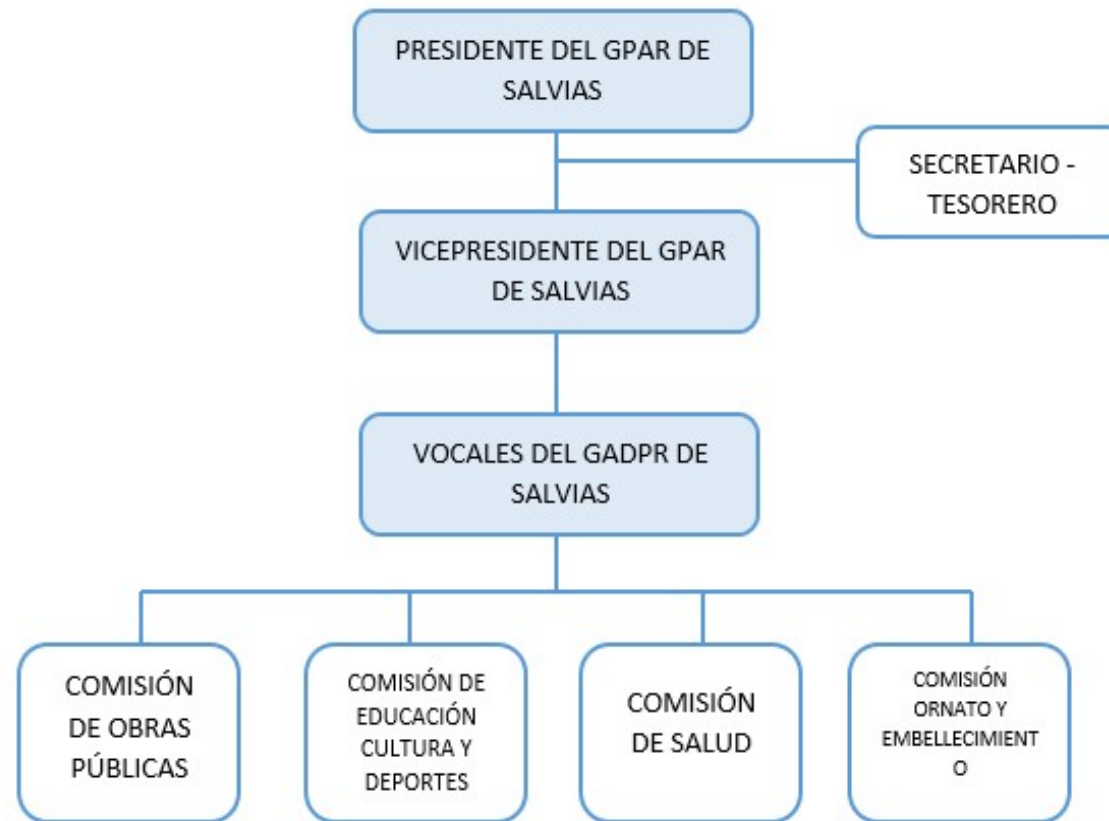 PRESIDENTE DEL GPAR DE
SALVIAS
SECRETARIO -
TESORERO
VICEPRESIDENTE DEL GPAR
DE SALVIAS
VOCALES DEL GADPR DE
SALVIAS
COMISIÓN
DE OBRAS
PÚBLICAS
COMISIÓN DE
EDUCACIÓN
CULTURA Y
DEPORTES
COMISIÓN
DE SALUD
COMISIÓN
ORNATO Y
EMBELLECIMIENT
O